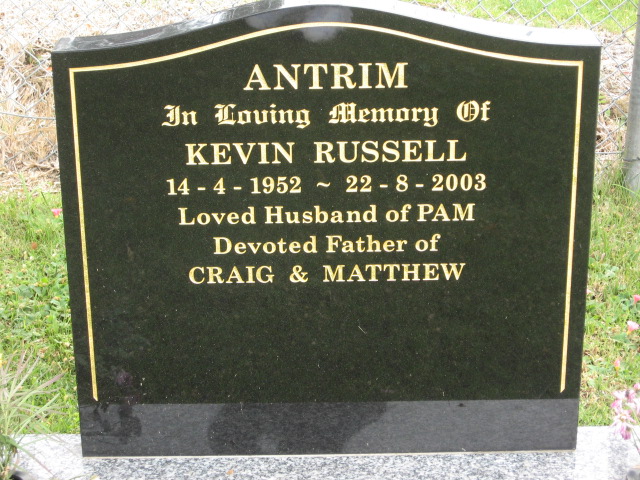 ANTRIM
In Loving Memory Of
KEVIN RUSSELL
14 - 4 - 1952 ~ 22 - 8 - 2003
Loved Husband of PAM
Devoted Father of
CRAIG & MATTHEW